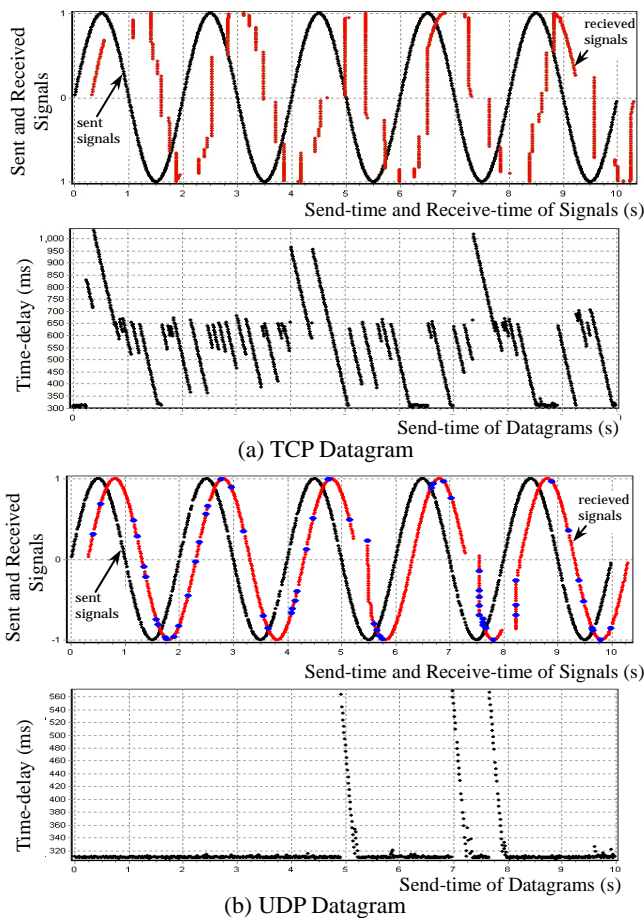 1
0
1
Sent and Received
Signals
recieved
signals
sent
signals
0 1 2 3 4 5 6 7 8 9 10
Send-time and Receive-time of Signals (s)
1,000
950
900
850
800
750
700
650
600
550
500
450
400
350
300
Time-delay (ms)
Send-time of Datagrams (s)
(a) TCP Datagram
1
0
-1
Sent and Received
Signals
recieved
signals
sent
signals
0 1 2 3 4 5 6 7 8 9 10
Send-time and Receive-time of Signals (s)
560
540
520
500
480
460
440
420
400
380
360
340
320
Time-delay (ms)
0 1 2 3 4 5 6 7 8 9 10
Send-time of Datagrams (s)
(b) UDP Datagram